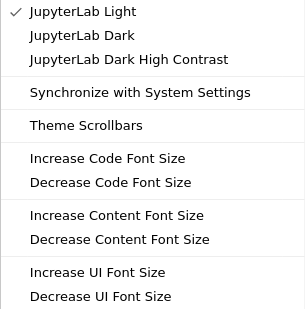 JupyterLab Light
JupyterLab Dark
JupyterLab Dark High Contrast
Synchronize with System Settings
Theme Scrollbars
Increase Code Font Size
Decrease Code Font Size
Increase Content Font Size
Decrease Content Font Size
Increase UI Font Size
Decrease UI Font Size